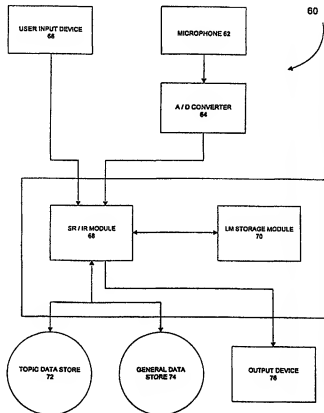 60
USER INPUT DEVICE
66
MICROPHONE 62
A / D CONVERTER
64
SR / IR MODULE
68
LM STORAGE MODULE
70
TOPIC DATA STORE
72
GENERAL DATA
STORE 74
OUTPUT DEVICE
76